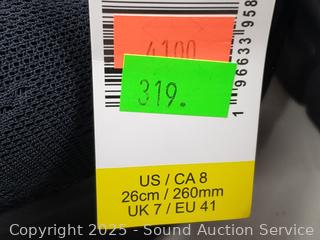 4100
319.
1 96633 958
US / CA 8
26cm / 260mm
UK 7 / EU 41
Copyright 2025 - Sound Auction Service